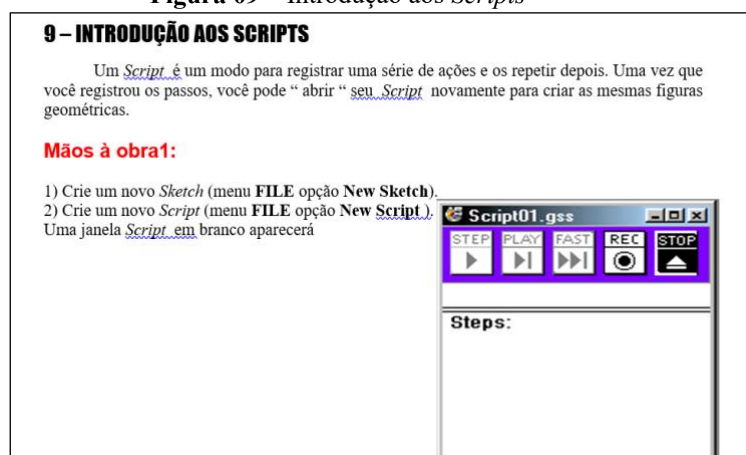 Figura 09 – Introdução aos Scripts
9 – INTRODUÇÃO AOS SCRIPTS
Um Script é um modo para registrar uma série de ações e os repetir depois. Uma vez que
você registrou os passos, você pode “ abrir “ seu Script novamente para criar as mesmas figuras
geométricas.
Mãos à obra1:
1) Crie um novo Sketch (menu FILE opção New Sketch).
2) Crie um novo Script (menu FILE opção New Script ).
Uma janela Script em branco aparecerá
Script01.gss
STEP PLAY FAST REC STOP
Steps: